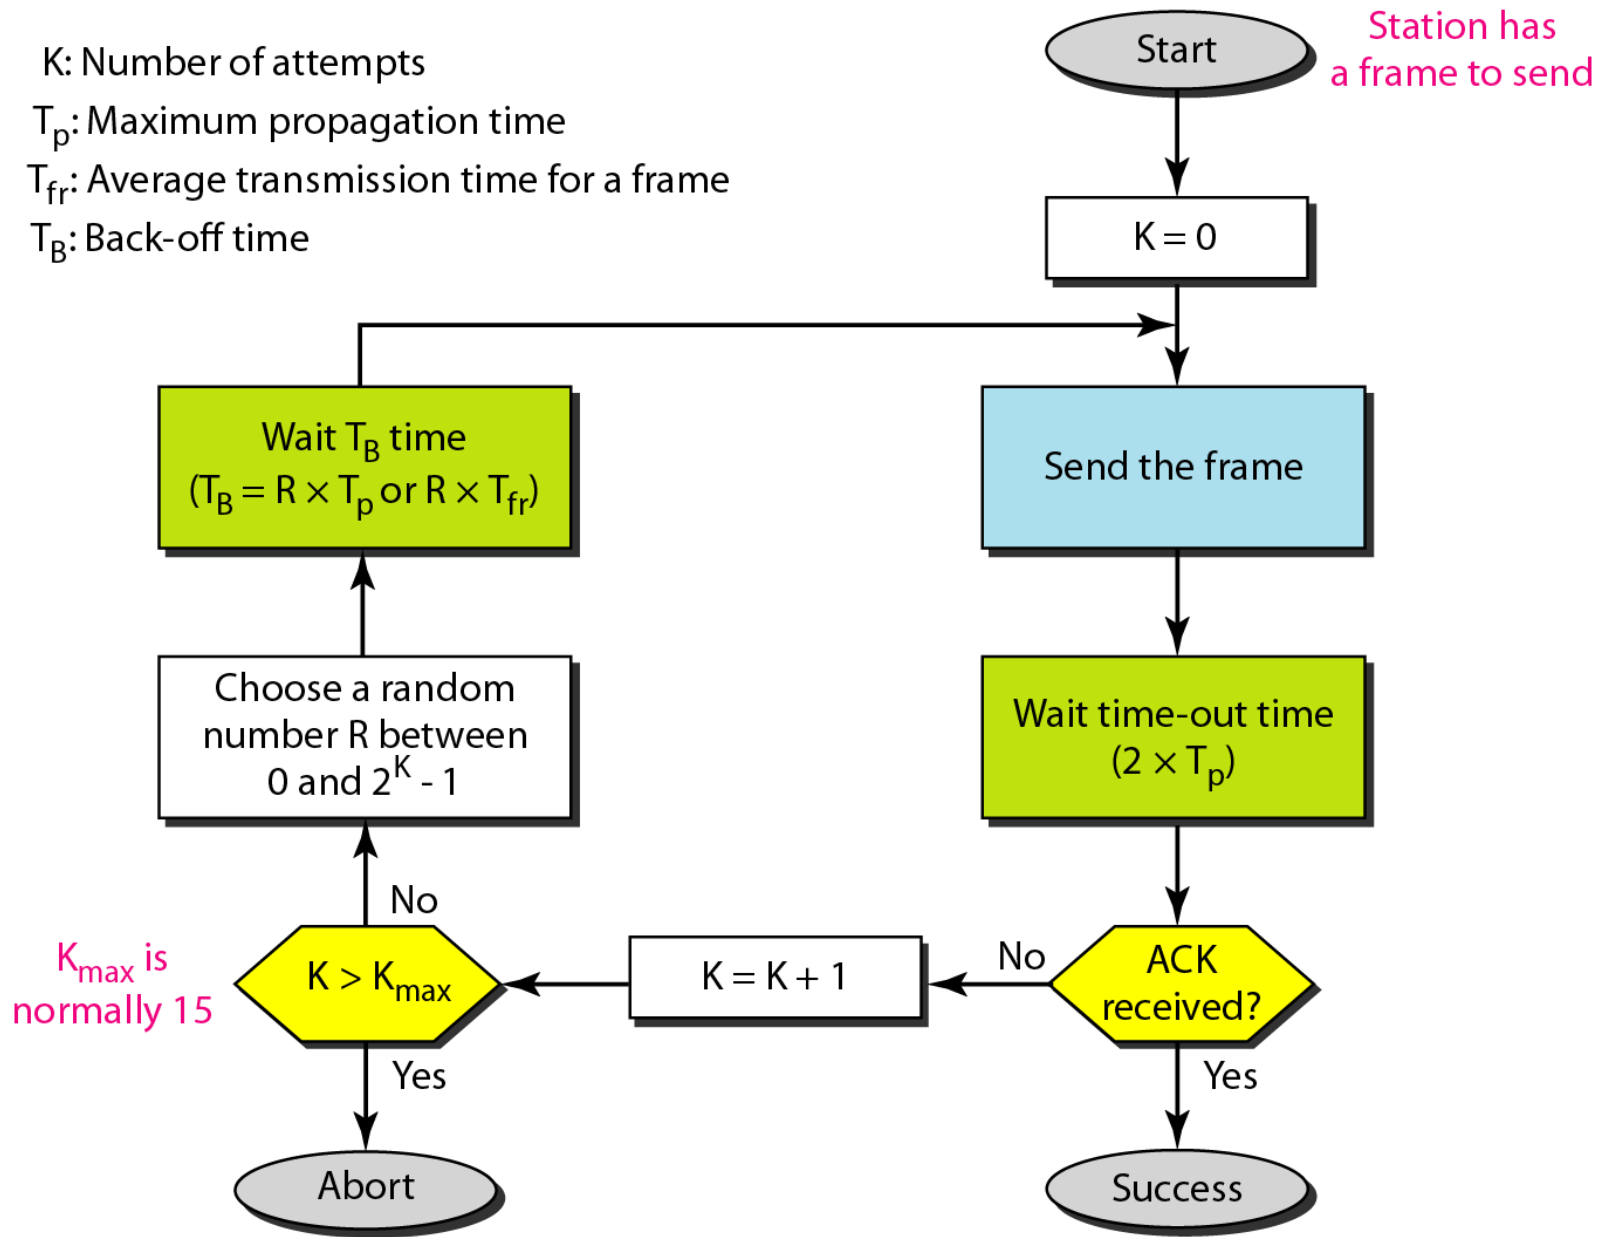 K: Number of attempts
Tp: Maximum propagation time
Tfr: Average transmission time for a frame
TB: Back-off time
Start
Station has
a frame to send
K = 0
Wait TB time
(TB = R × Tp or R × Tfr)
Send the frame
Choose a random
number R between
0 and 2^K - 1
Wait time-out time
(2 × Tp)
No
Kmax is
normally 15
K > Kmax
K = K + 1
No
ACK
received?
Yes
Yes
Abort
Success